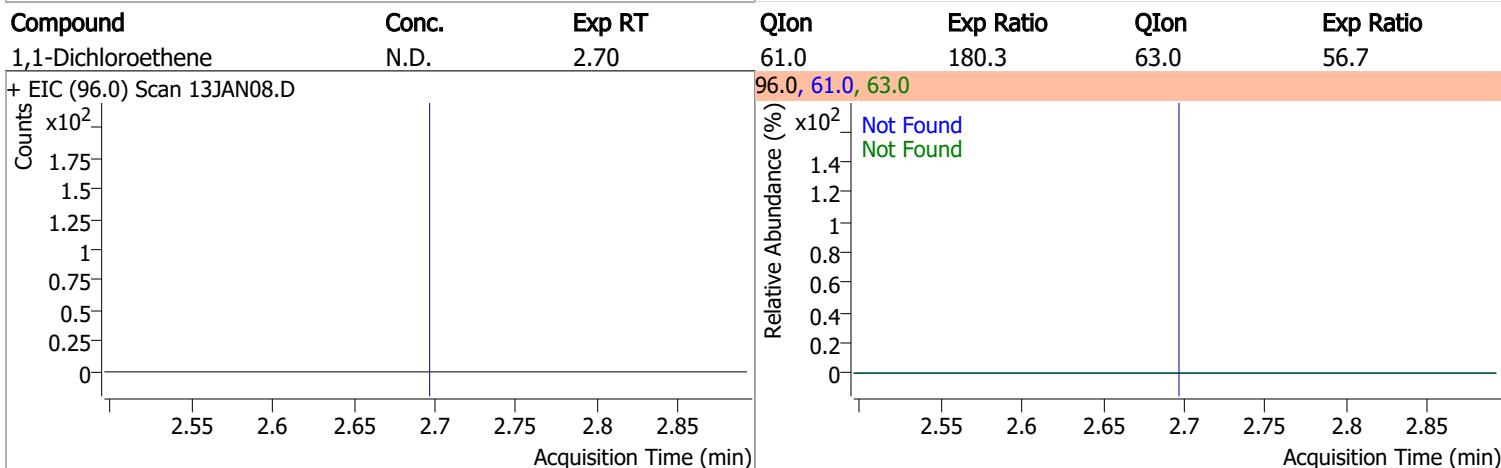 Compound Conc. Exp RT QIon Exp Ratio QIon Exp Ratio
1,1-Dichloroethene N.D. 2.70 61.0 180.3 63.0 56.7
+ EIC (96.0) Scan 13JAN08.D
Counts
x10²
1.75
1.5
1.25
1
0.75
0.5
0.25
0
2.55 2.6 2.65 2.7 2.75 2.8 2.85
Acquisition Time (min)
96.0, 61.0, 63.0
Relative Abundance (%)
x10²
Not Found
Not Found
1.4
1.2
1
0.8
0.6
0.4
0.2
0
2.55 2.6 2.65 2.7 2.75 2.8 2.85
Acquisition Time (min)